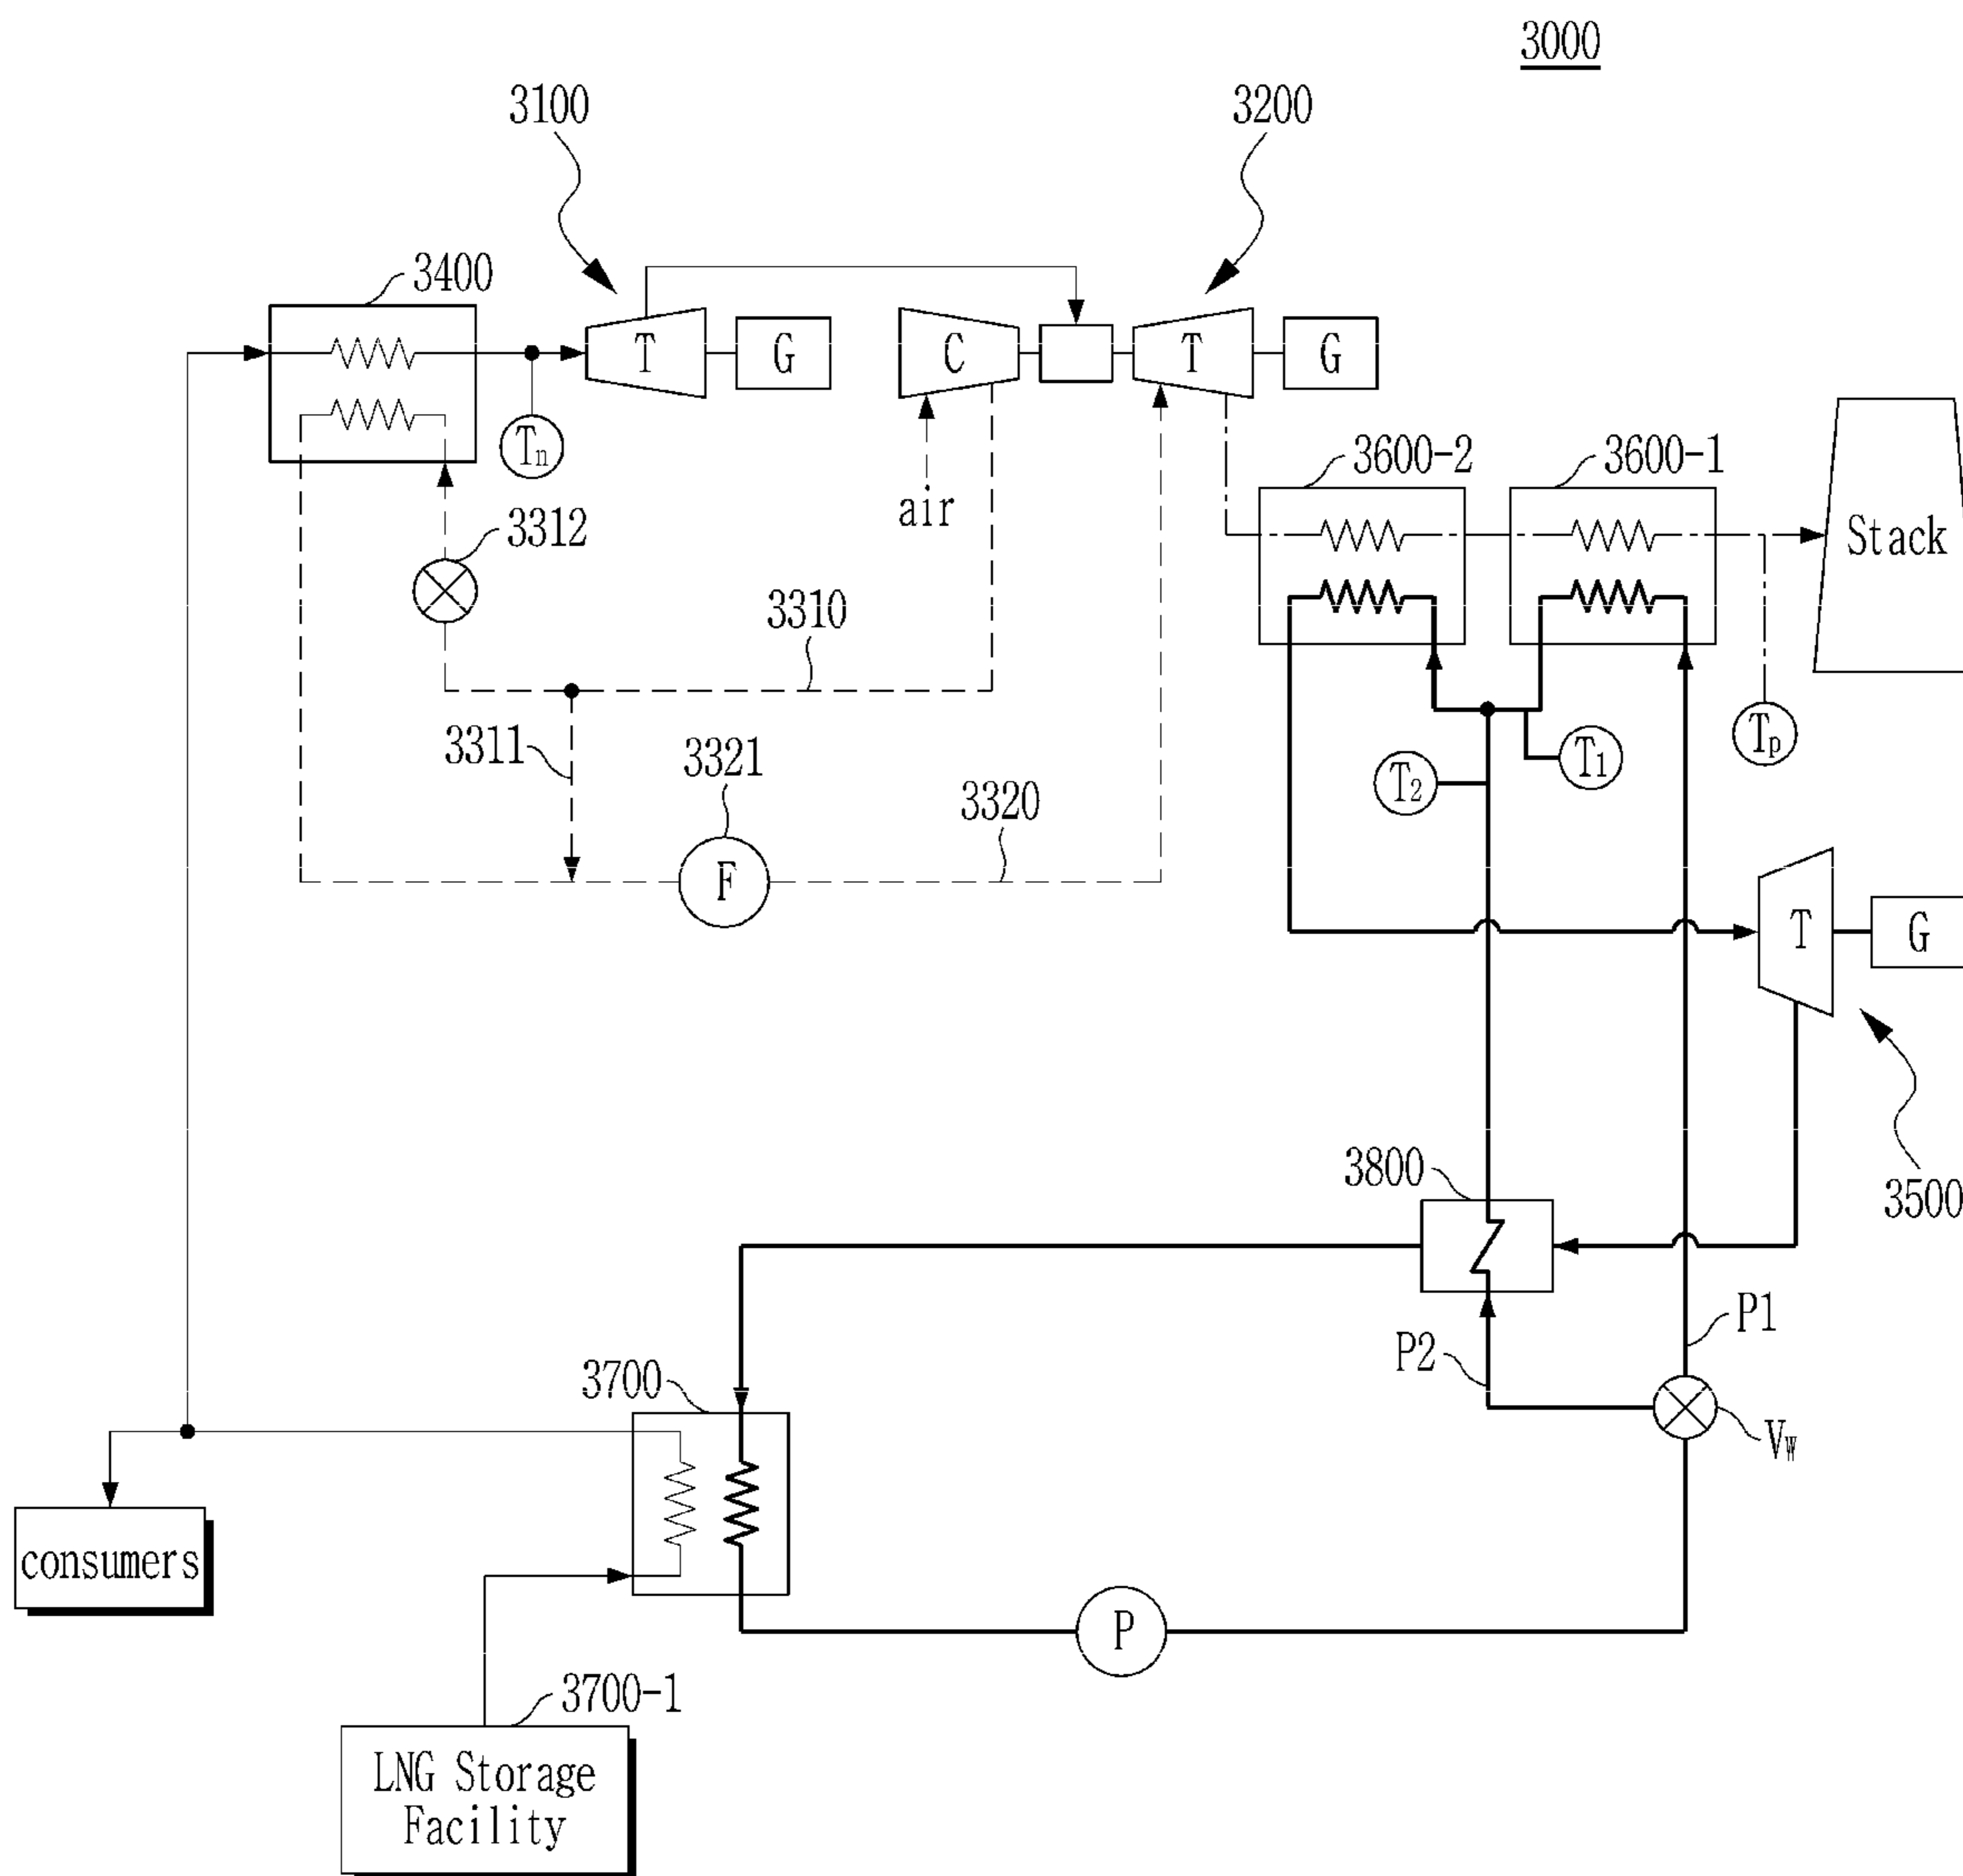 3000
3100
3200
3400
T
G
C
T
G
Tn
air
3312
3600-2
3600-1
Stack
3310
3311
3321
3320
F
T2
T1
Tp
T
G
3500
3800
P1
P2
Vw
3700
consumers
P
3700-1
LNG Storage
Facility